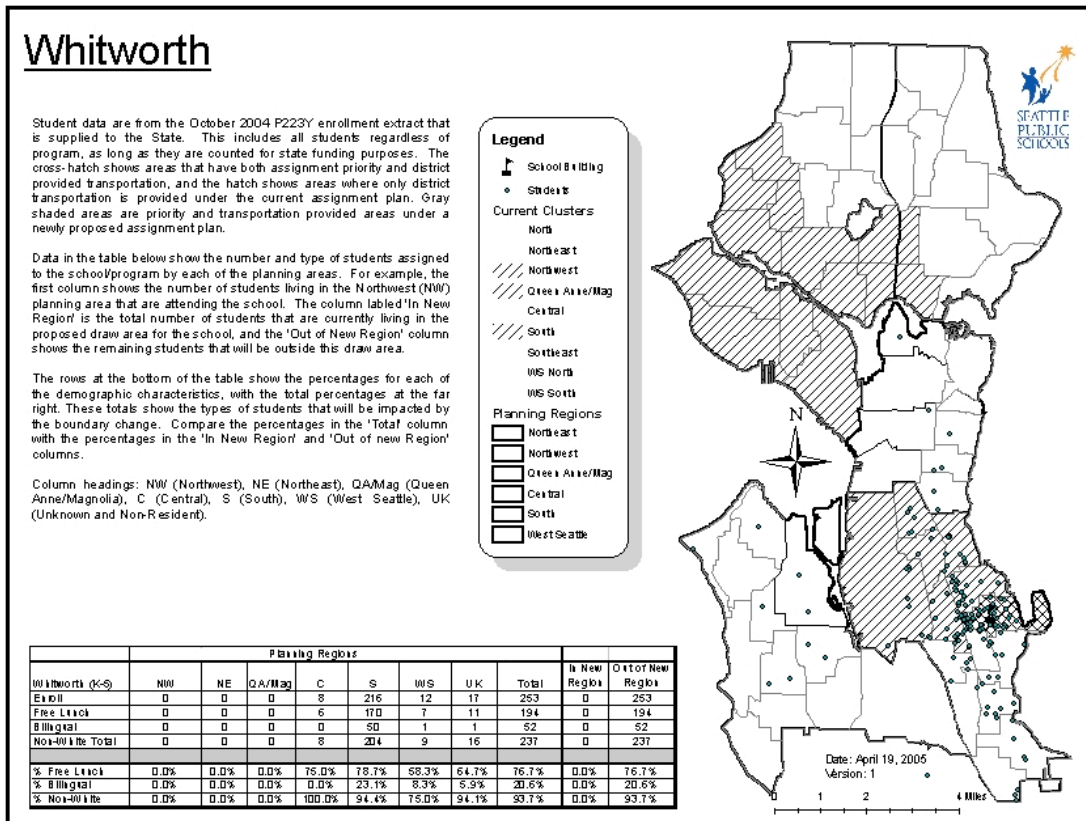 Whitworth
Student data are from the October 2004 P223Y enrollment extract that
is supplied to the State. This includes all students regardless of
program, as long as they are counted for state funding purposes. The
cross-hatch shows areas that have both assignment priority and district
provided transportation, and the hatch shows areas where only district
transportation is provided under the current assignment plan. Gray
shaded areas are priority and transportation provided areas under a
newly proposed assignment plan.
Data in the table below show the number and type of students assigned
to the school/program by each of the planning areas. For example, the
first column shows the number of students living in the Northwest (NW)
planning area that are attending the school. The column labled 'In New
Region' is the total number of students that are currently living in the
proposed draw area for the school, and the 'Out of New Region' column
shows the remaining students that will be outside this draw area.
The rows at the bottom of the table show the percentages for each of
the demographic characteristics, with the total percentages at the far
right. These totals show the types of students that will be impacted by
the boundary change. Compare the percentages in the 'Total' column
with the percentages in the 'In New Region' and 'Out of new Region'
columns.
Column headings: NW (Northwest), NE (Northeast), QA/Mag (Queen
Anne/Magnolia), C (Central), S (South), WS (West Seattle), UK
(Unknown and Non-Resident).
Legend
School Building
Students
Current Clusters
North
Northeast
Northwest
Queen Anne/Mag
Central
South
Southeast
WS North
WS South
Planning Regions
Northeast
Northwest
Queen Anne/Mag
Central
South
West Seattle
SEATTLE
PUBLIC
SCHOOLS
N
Planning Regions
Whitworth (K-5) NW NE QA/Mag C S WS UK Total In New Region Out of New Region
Enroll 0 0 0 8 216 12 17 253 0 253
Free Lunch 0 0 0 6 170 7 11 194 0 194
Bilingual 0 0 0 0 50 1 1 52 0 52
Non-White Total 0 0 0 8 204 9 16 237 0 237
% Free Lunch 0.0% 0.0% 0.0% 75.0% 78.7% 58.3% 64.7% 76.7% 0.0% 76.7%
% Bilingual 0.0% 0.0% 0.0% 0.0% 23.1% 8.3% 5.9% 20.6% 0.0% 20.6%
% Non-White 0.0% 0.0% 0.0% 100.0% 94.4% 75.0% 94.1% 93.7% 0.0% 93.7%
Date: April 19, 2005
Version: 1
0 1 2 4 Miles